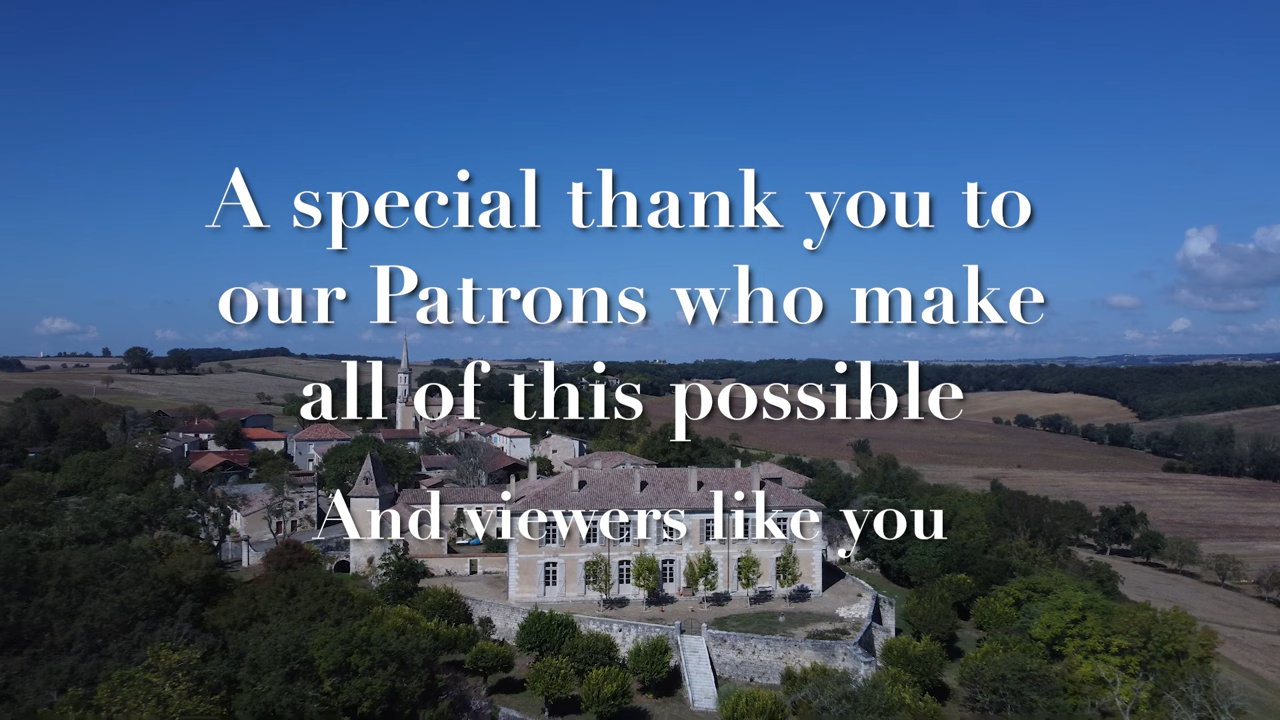 A special thank you to
our Patrons who make
all of this possible
And viewers like you